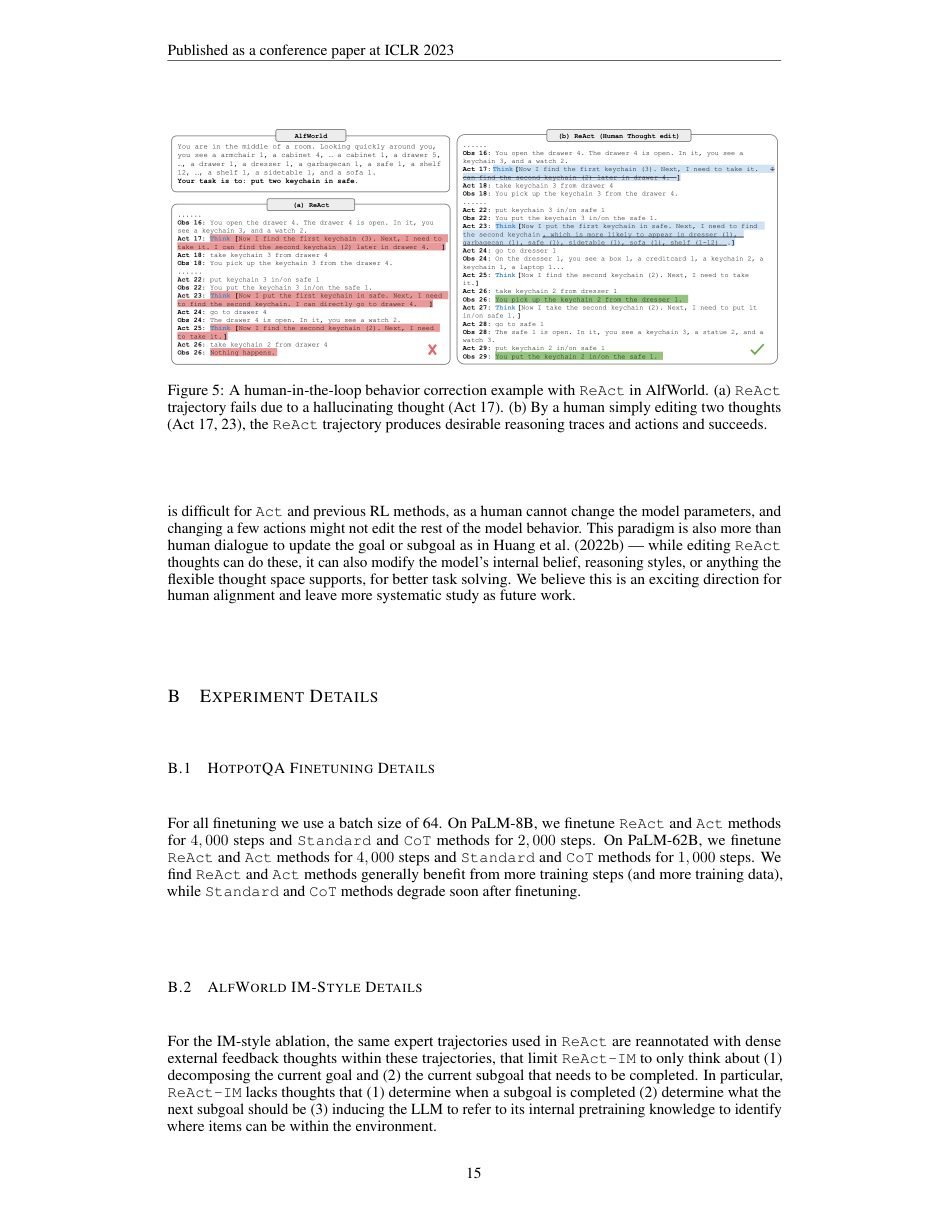 Published as a conference paper at ICLR 2023
AlfWorld
You are in the middle of a room. Looking quickly around you,
you see a armchair 1, a cabinet 4, … a cabinet 1, a drawer 5,
…, a drawer 1, a dresser 1, a garbagecan 1, a safe 1, a shelf
12, …, a shelf 1, a sidetable 1, and a sofa 1.
Your task is to: put two keychain in safe.
(a) ReAct
......
Obs 16: You open the drawer 4. The drawer 4 is open. In it, you
see a keychain 3, and a watch 2.
Act 17: Think [Now I find the first keychain (3). Next, I need to
take it. I can find the second keychain (2) later in drawer 4. ]
Act 18: take keychain 3 from drawer 4
Obs 18: You pick up the keychain 3 from the drawer 4.
......
Act 22: put keychain 3 in/on safe 1
Obs 22: You put the keychain 3 in/on the safe 1.
Act 23: Think [Now I put the first keychain in safe. Next, I need
to find the second keychain. I can directly go to drawer 4. ]
Act 24: go to drawer 4
Obs 24: The drawer 4 is open. In it, you see a watch 2.
Act 25: Think [Now I find the second keychain (2). Next, I need
to take it.]
Act 26: take keychain 2 from drawer 4
Obs 26: Nothing happens.
(b) ReAct (Human Thought edit)
......
Obs 16: You open the drawer 4. The drawer 4 is open. In it, you see a
keychain 3, and a watch 2.
Act 17: Think [Now I find the first keychain (3). Next, I need to take it. I
can find the second keychain (2) later in drawer 4. ]
Act 18: take keychain 3 from drawer 4
Obs 18: You pick up the keychain 3 from the drawer 4.
......
Act 22: put keychain 3 in/on safe 1
Obs 22: You put the keychain 3 in/on the safe 1.
Act 23: Think [Now I put the first keychain in safe. Next, I need to find
the second keychain, which is more likely to appear in dresser (1),
garbagecan (1), safe (1), sidetable (1), sofa (1), shelf (1-12) .]
Act 24: go to dresser 1
Obs 24: On the dresser 1, you see a box 1, a creditcard 1, a keychain 2, a
keychain 1, a laptop 1...
Act 25: Think [Now I find the second keychain (2). Next, I need to take
it.]
Act 26: take keychain 2 from dresser 1
Obs 26: You pick up the keychain 2 from the dresser 1.
Act 27: Think [Now I take the second keychain (2). Next, I need to put it
in/on safe 1.]
Act 28: go to safe 1
Obs 28: The safe 1 is open. In it, you see a keychain 3, a statue 2, and a
watch 3.
Act 29: put keychain 2 in/on safe 1
Obs 29: You put the keychain 2 in/on the safe 1.
Figure 5: A human-in-the-loop behavior correction example with ReAct in AlfWorld. (a) ReAct
trajectory fails due to a hallucinating thought (Act 17). (b) By a human simply editing two thoughts
(Act 17, 23), the ReAct trajectory produces desirable reasoning traces and actions and succeeds.
is difficult for Act and previous RL methods, as a human cannot change the model parameters, and
changing a few actions might not edit the rest of the model behavior. This paradigm is also more than
human dialogue to update the goal or subgoal as in Huang et al. (2022b) — while editing ReAct
thoughts can do these, it can also modify the model's internal belief, reasoning styles, or anything the
flexible thought space supports, for better task solving. We believe this is an exciting direction for
human alignment and leave more systematic study as future work.
B EXPERIMENT DETAILS
B.1 HOTPOTQA FINETUNING DETAILS
For all finetuning we use a batch size of 64. On PaLM-8B, we finetune ReAct and Act methods
for 4,000 steps and Standard and CoT methods for 2,000 steps. On PaLM-62B, we finetune
ReAct and Act methods for 4,000 steps and Standard and CoT methods for 1,000 steps. We
find ReAct and Act methods generally benefit from more training steps (and more training data),
while Standard and CoT methods degrade soon after finetuning.
B.2 ALFWORLD IM-STYLE DETAILS
For the IM-style ablation, the same expert trajectories used in ReAct are reannotated with dense
external feedback thoughts within these trajectories, that limit ReAct-IM to only think about (1)
decomposing the current goal and (2) the current subgoal that needs to be completed. In particular,
ReAct-IM lacks thoughts that (1) determine when a subgoal is completed (2) determine what the
next subgoal should be (3) inducing the LLM to refer to its internal pretraining knowledge to identify
where items can be within the environment.
15